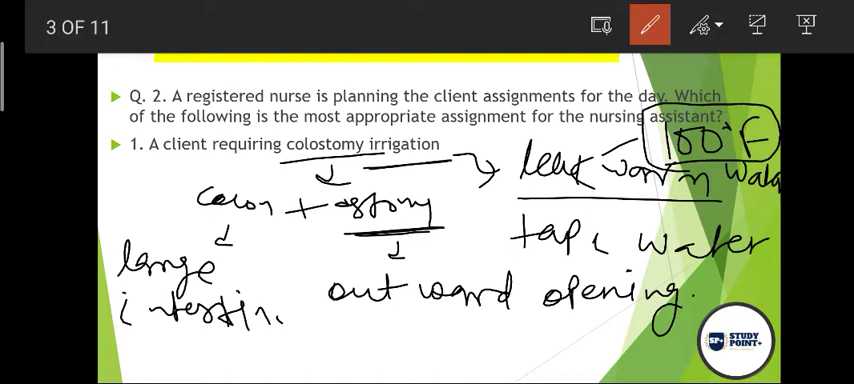 3 OF 11
Q. 2. A registered nurse is planning the client assignments for the day. Which
of the following is the most appropriate assignment for the nursing assistant?
1. A client requiring colostomy irrigation
100°F
warm
colon + ostomy
tap water
large
outward opening.
SP+
STUDY
POINT+